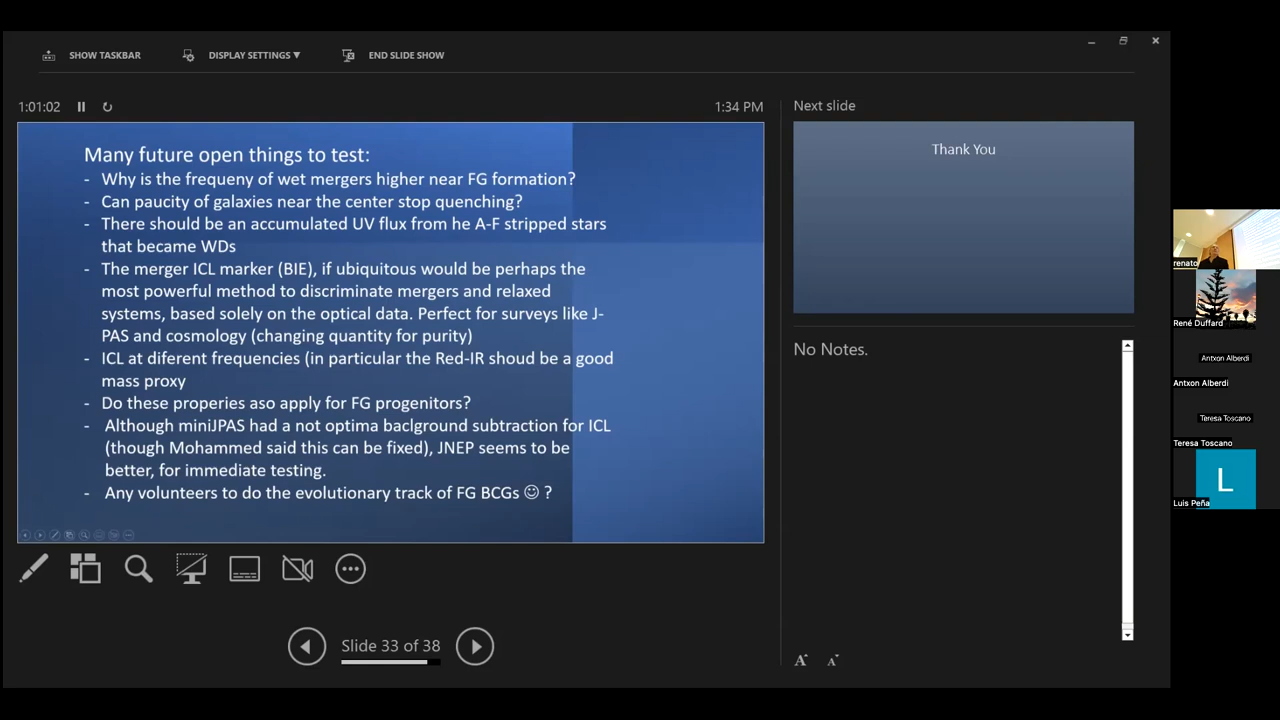 SHOW TASKBAR
DISPLAY SETTINGS ▼
END SLIDE SHOW
1:01:02
1:34 PM
Many future open things to test:
- Why is the frequeny of wet mergers higher near FG formation?
- Can paucity of galaxies near the center stop quenching?
- There should be an accumulated UV flux from he A-F stripped stars
that became WDs
- The merger ICL marker (BIE), if ubiquitous would be perhaps the
most powerful method to discriminate mergers and relaxed
systems, based solely on the optical data. Perfect for surveys like J-
PAS and cosmology (changing quantity for purity)
- ICL at diferent frequencies (in particular the Red-IR shoud be a good
mass proxy
- Do these properies aso apply for FG progenitors?
- Although miniJPAS had a not optima baclground subtraction for ICL
(though Mohammed said this can be fixed), JNEP seems to be
better, for immediate testing.
- Any volunteers to do the evolutionary track of FG BCGs ☺ ?
Slide 33 of 38
Next slide
Thank You
No Notes.
A
A
renato
René Duffard
Antxon Alberdi
Antxon Alberdi
Teresa Toscano
Teresa Toscano
L
Luis Peña